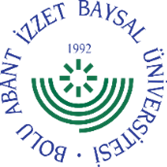 BOLU ABANT İZZET BAYSAL ÜNİVERSİTESİ •
1992